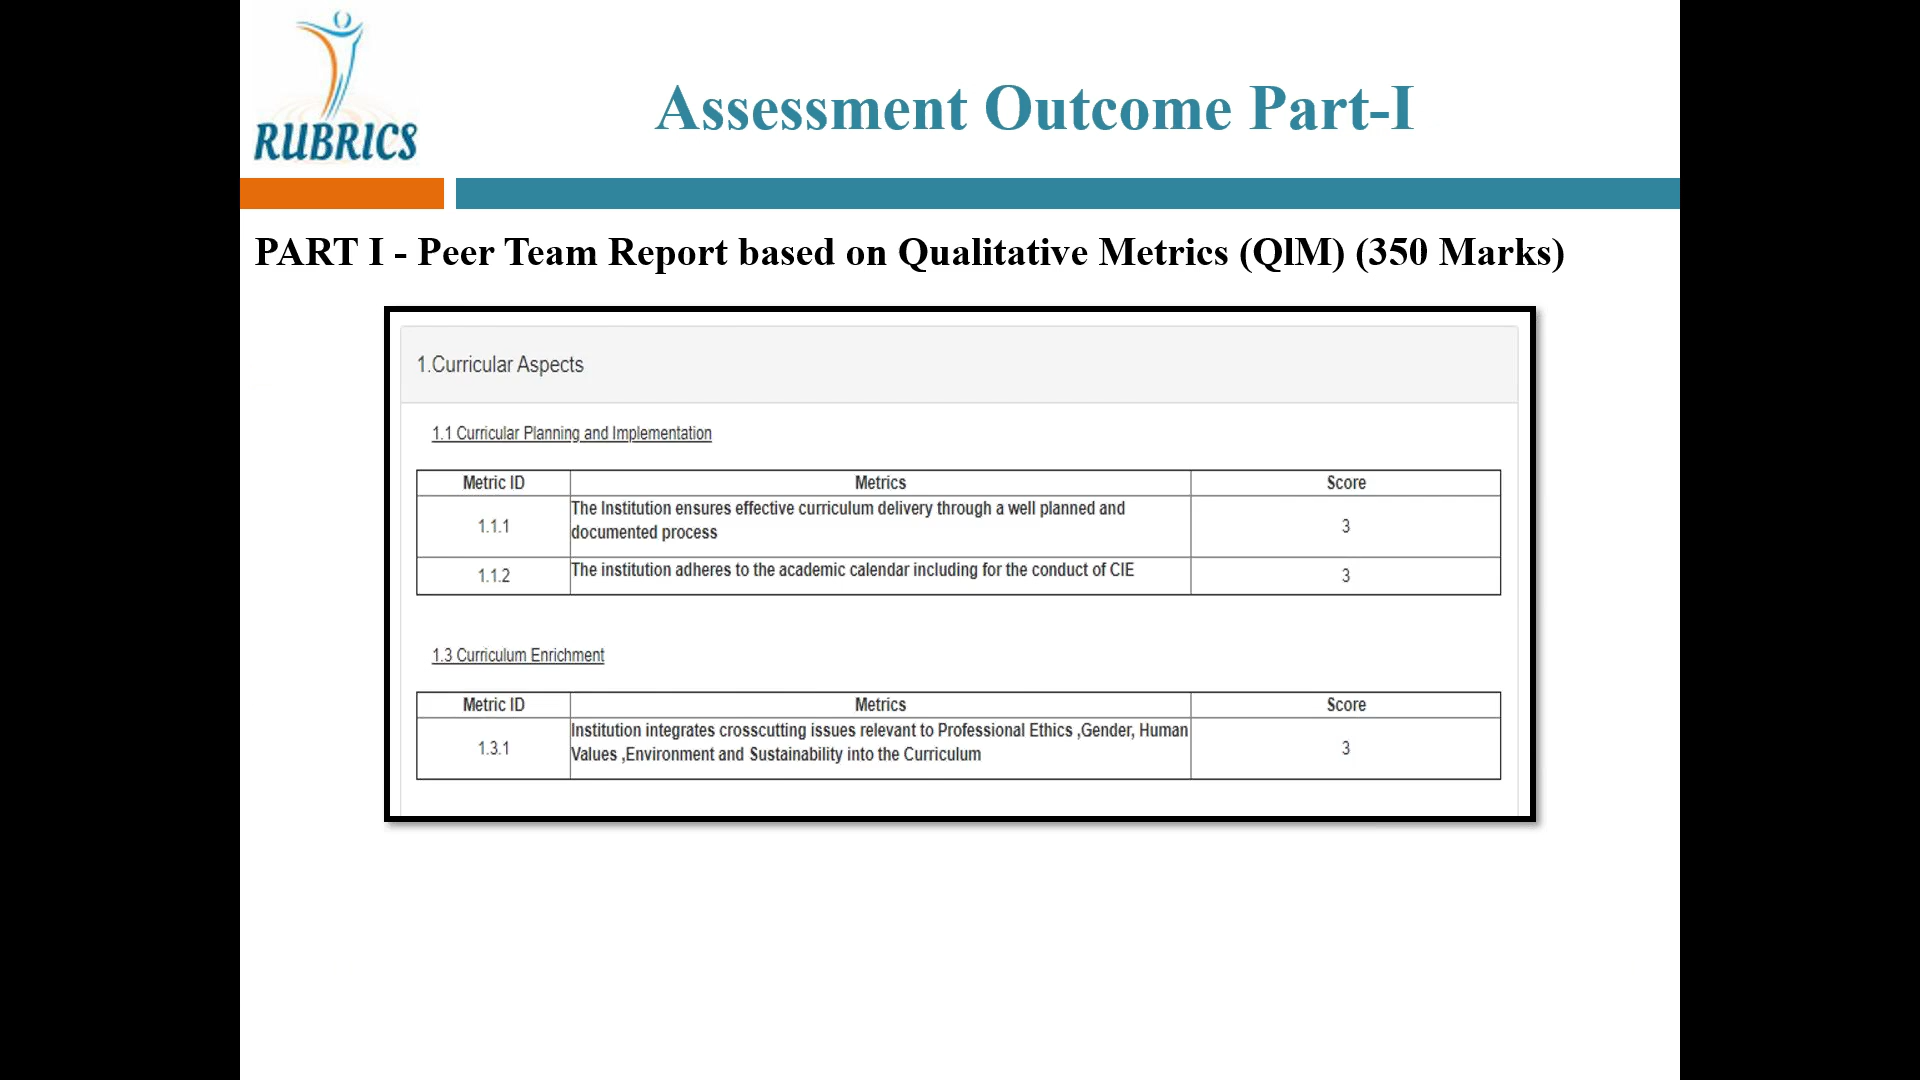 RUBRICS
Assessment Outcome Part-I
PART I - Peer Team Report based on Qualitative Metrics (QlM) (350 Marks)
1.Curricular Aspects
1.1 Curricular Planning and Implementation
Metric ID Metrics Score
1.1.1 The Institution ensures effective curriculum delivery through a well planned and
documented process 3
1.1.2 The institution adheres to the academic calendar including for the conduct of CIE 3
1.3 Curriculum Enrichment
Metric ID Metrics Score
1.3.1 Institution integrates crosscutting issues relevant to Professional Ethics ,Gender, Human
Values ,Environment and Sustainability into the Curriculum 3